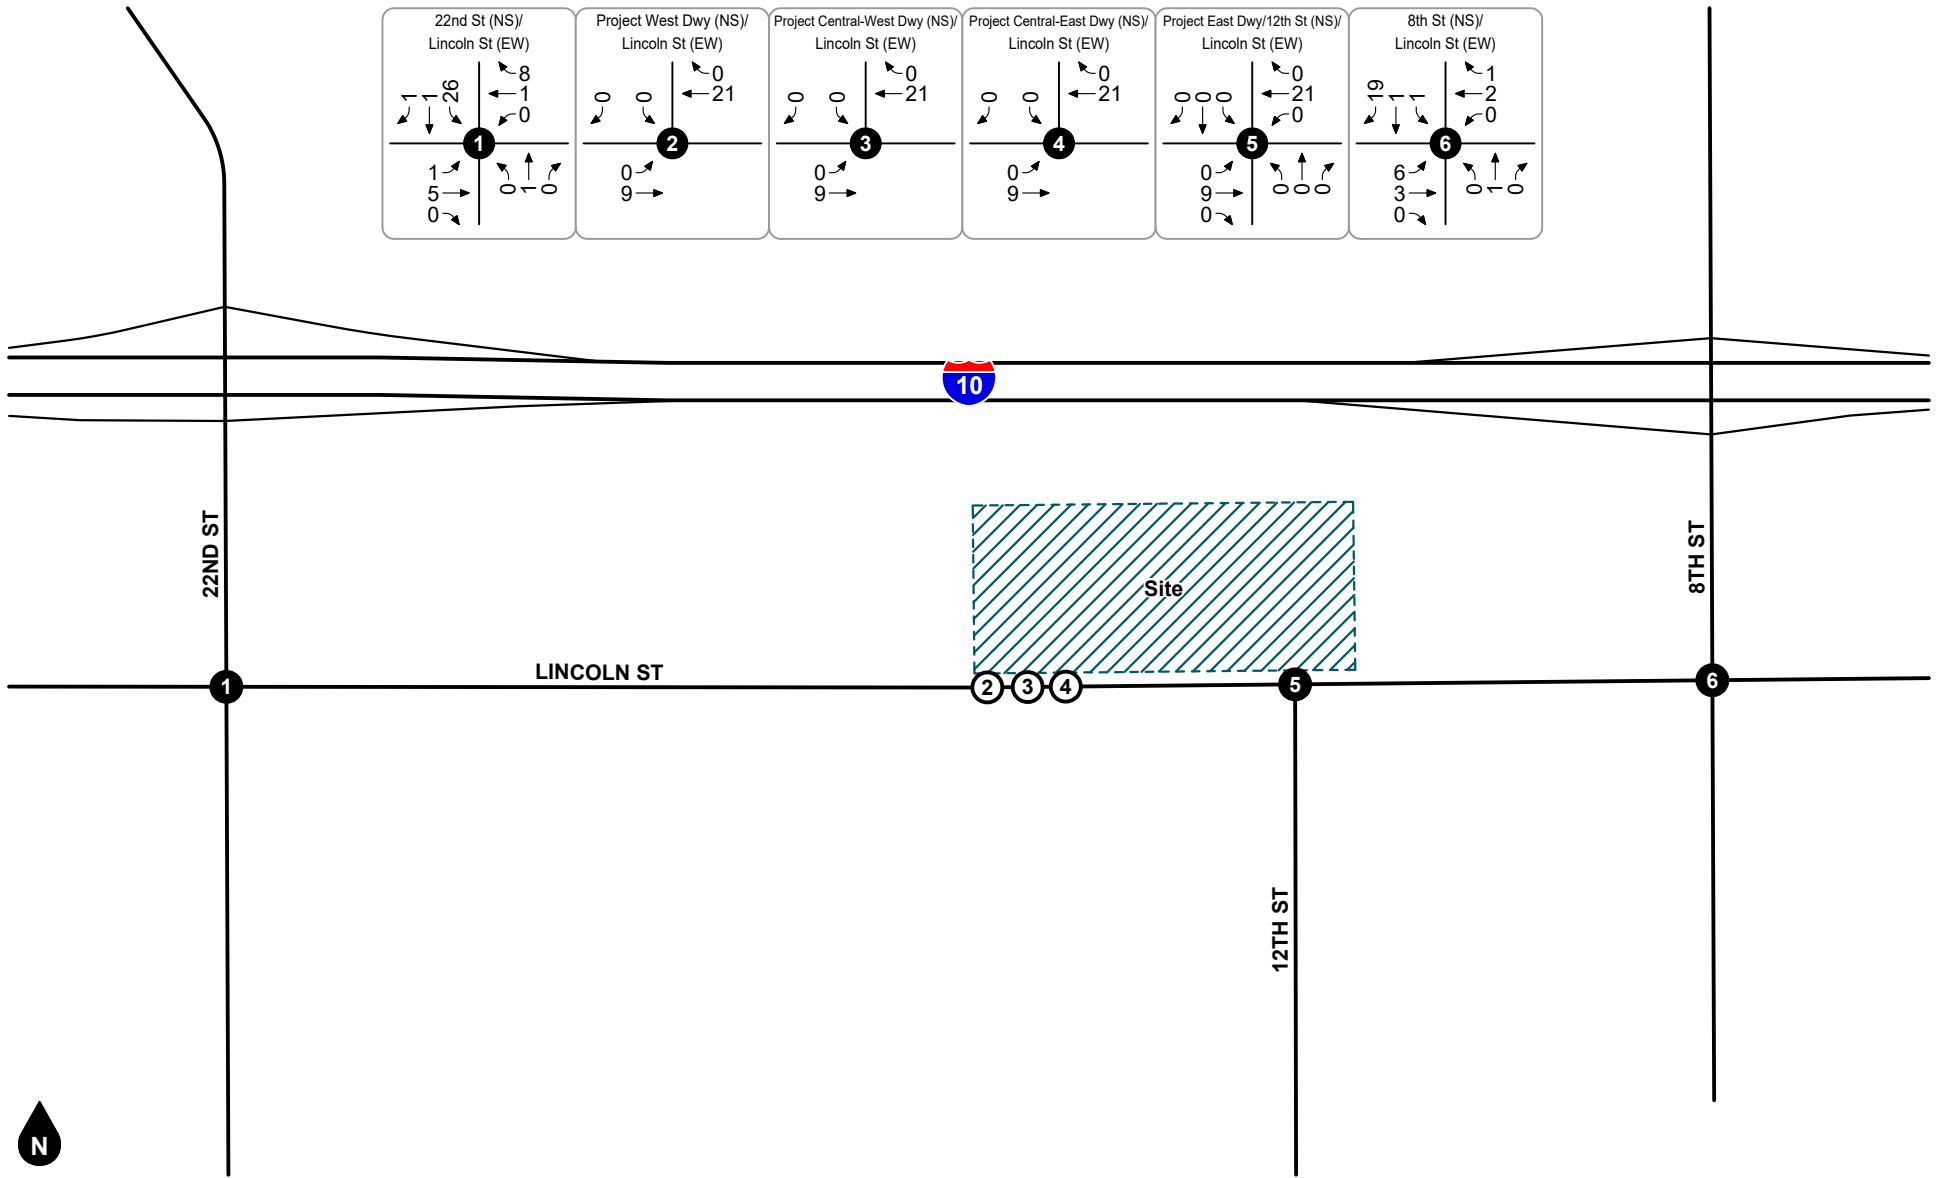 22nd St (NS)/
Lincoln St (EW)
1 1 26
8
1
0
1
1
5
0
0 1 0
Project West Dwy (NS)/
Lincoln St (EW)
0 0
0
21
2
0
9
Project Central-West Dwy (NS)/
Lincoln St (EW)
0 0
0
21
3
0
9
Project Central-East Dwy (NS)/
Lincoln St (EW)
0 0
0
21
4
0
9
Project East Dwy/12th St (NS)/
Lincoln St (EW)
0 0 0
0
21
0
5
0
9
0
0 0 0
8th St (NS)/
Lincoln St (EW)
19 1 1
1
2
0
6
6
3
0
0 1 0
10
22ND ST
Site
8TH ST
LINCOLN ST
1
2
3
4
5
6
12TH ST
N